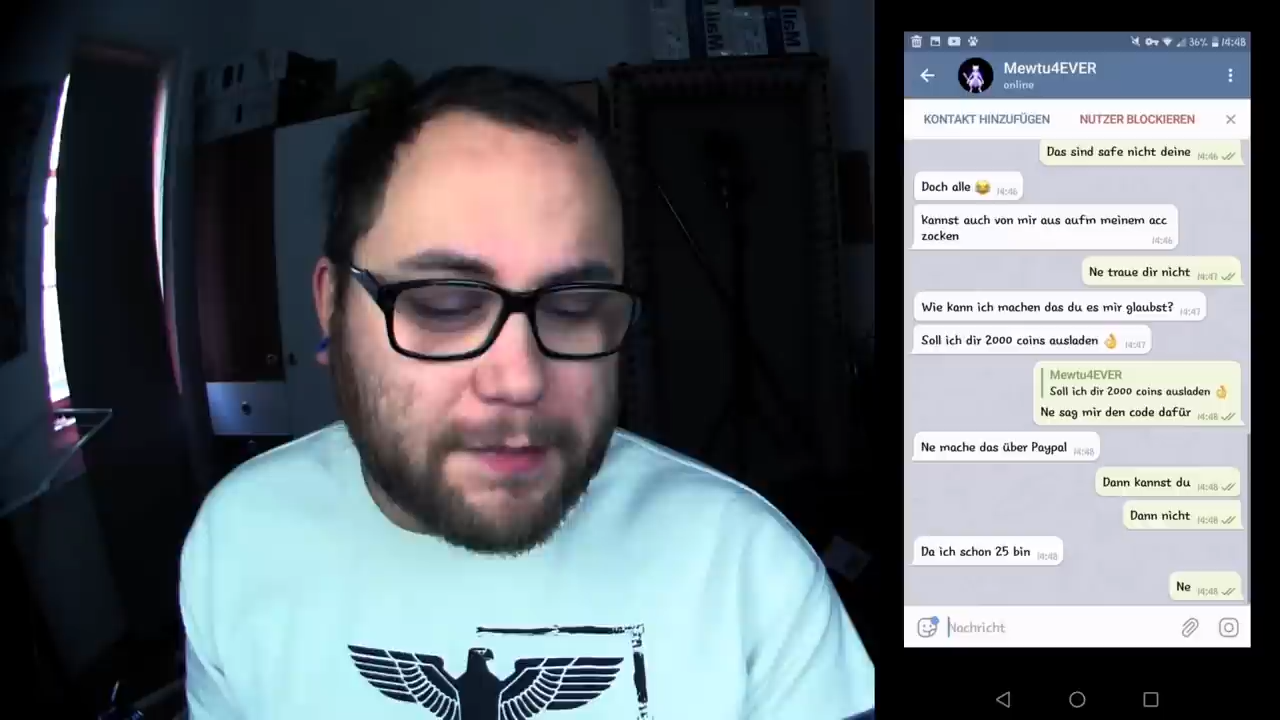 36% 14:48
Mewtu4EVER
online
KONTAKT HINZUFÜGEN NUTZER BLOCKIEREN
Das sind safe nicht deine 14:46
Doch alle 😂 14:46
Kannst auch von mir aus aufm meinem acc
zocken 14:46
Ne traue dir nicht 14:47
Wie kann ich machen das du es mir glaubst? 14:47
Soll ich dir 2000 coins ausladen 👌 14:47
Mewtu4EVER
Soll ich dir 2000 coins ausladen 👌
Ne sag mir den code dafür 14:48
Ne mache das über Paypal 14:48
Dann kannst du 14:48
Dann nicht 14:48
Da ich schon 25 bin 14:48
Ne 14:48
Nachricht